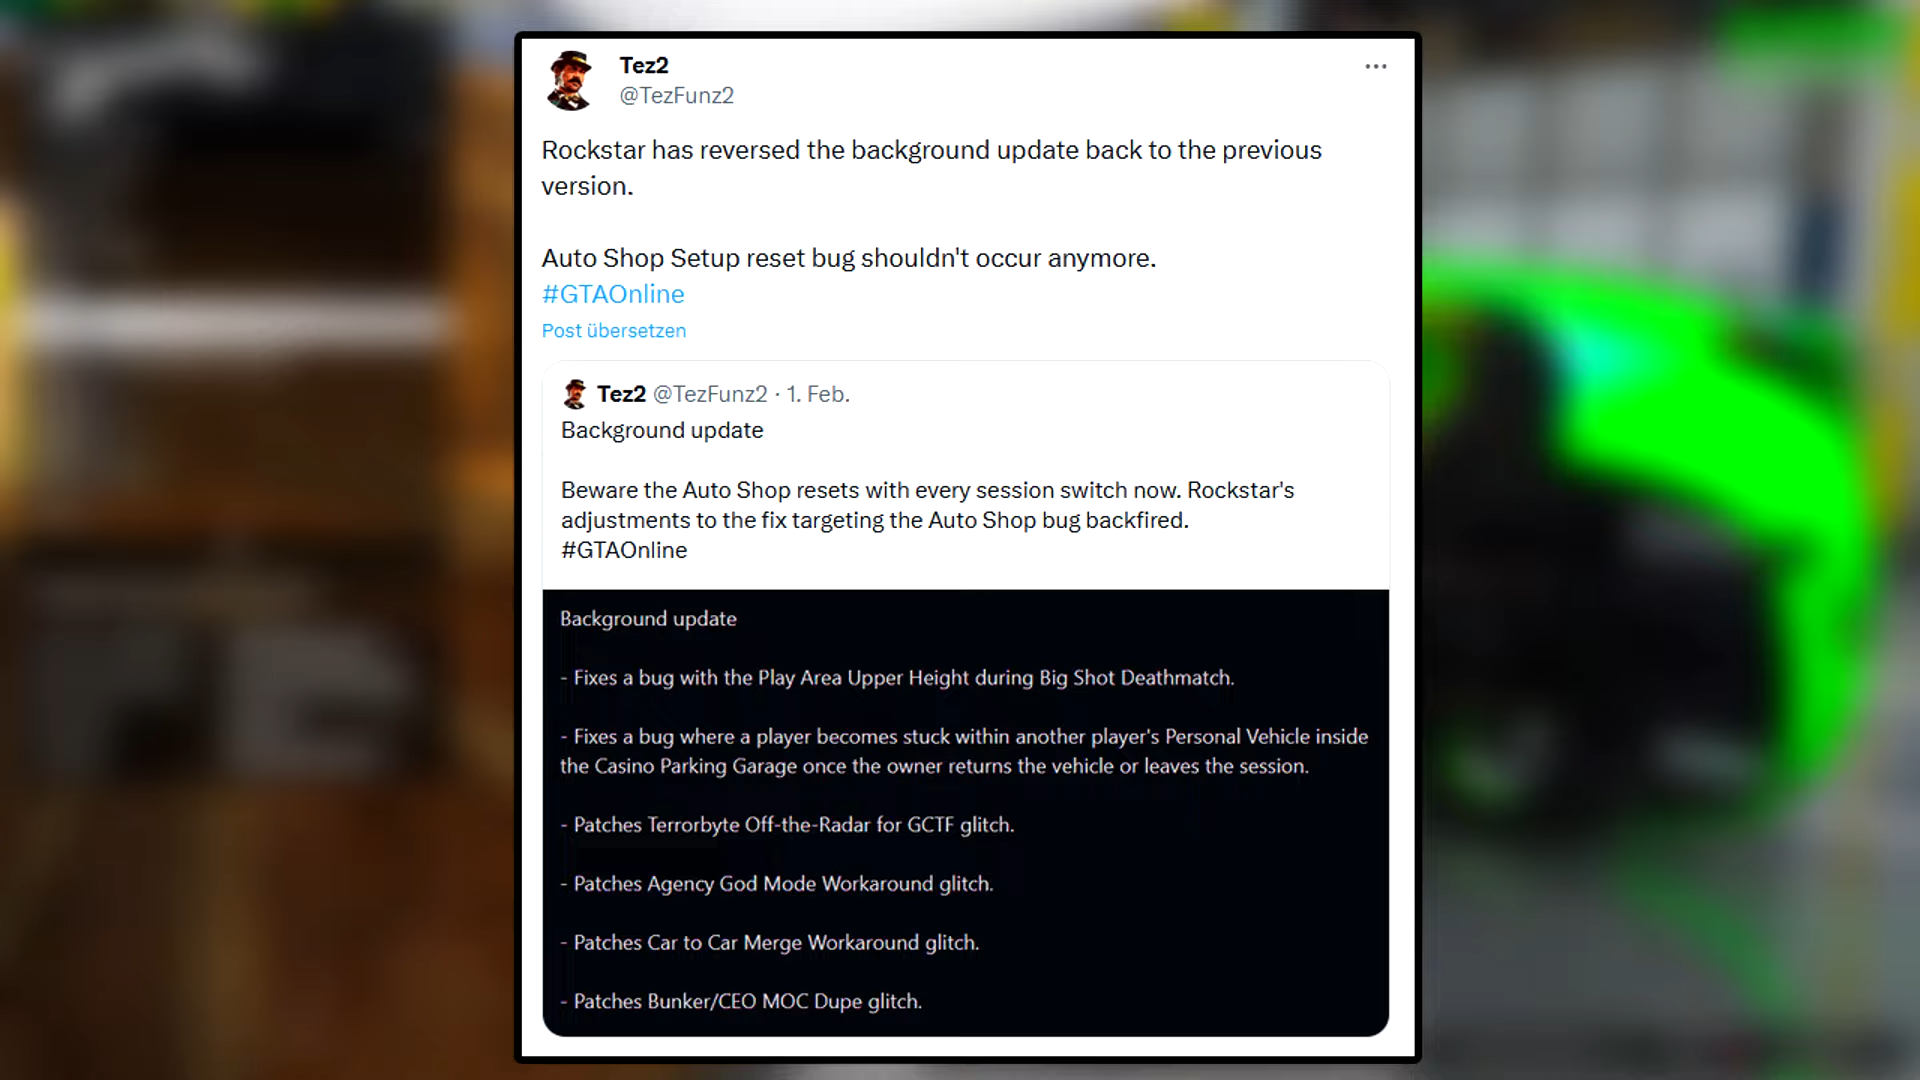 Tez2
@TezFunz2
Rockstar has reversed the background update back to the previous
version.
Auto Shop Setup reset bug shouldn't occur anymore.
#GTAOnline
Post übersetzen
Tez2 @TezFunz2 · 1. Feb.
Background update
Beware the Auto Shop resets with every session switch now. Rockstar's
adjustments to the fix targeting the Auto Shop bug backfired.
#GTAOnline
Background update
- Fixes a bug with the Play Area Upper Height during Big Shot Deathmatch.
- Fixes a bug where a player becomes stuck within another player's Personal Vehicle inside
the Casino Parking Garage once the owner returns the vehicle or leaves the session.
- Patches Terrorbyte Off-the-Radar for GCTF glitch.
- Patches Agency God Mode Workaround glitch.
- Patches Car to Car Merge Workaround glitch.
- Patches Bunker/CEO MOC Dupe glitch.